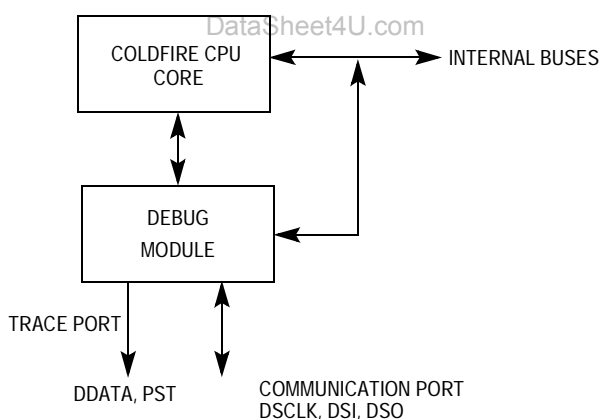 DataSheet4U.com
COLDFIRE CPU
CORE
INTERNAL BUSES
DEBUG
MODULE
TRACE PORT
DDATA, PST
COMMUNICATION PORT
DSCLK, DSI, DSO